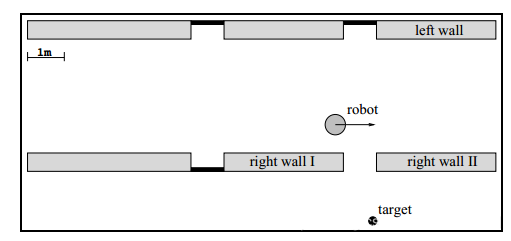 left wall
1m
robot
right wall I
right wall II
target